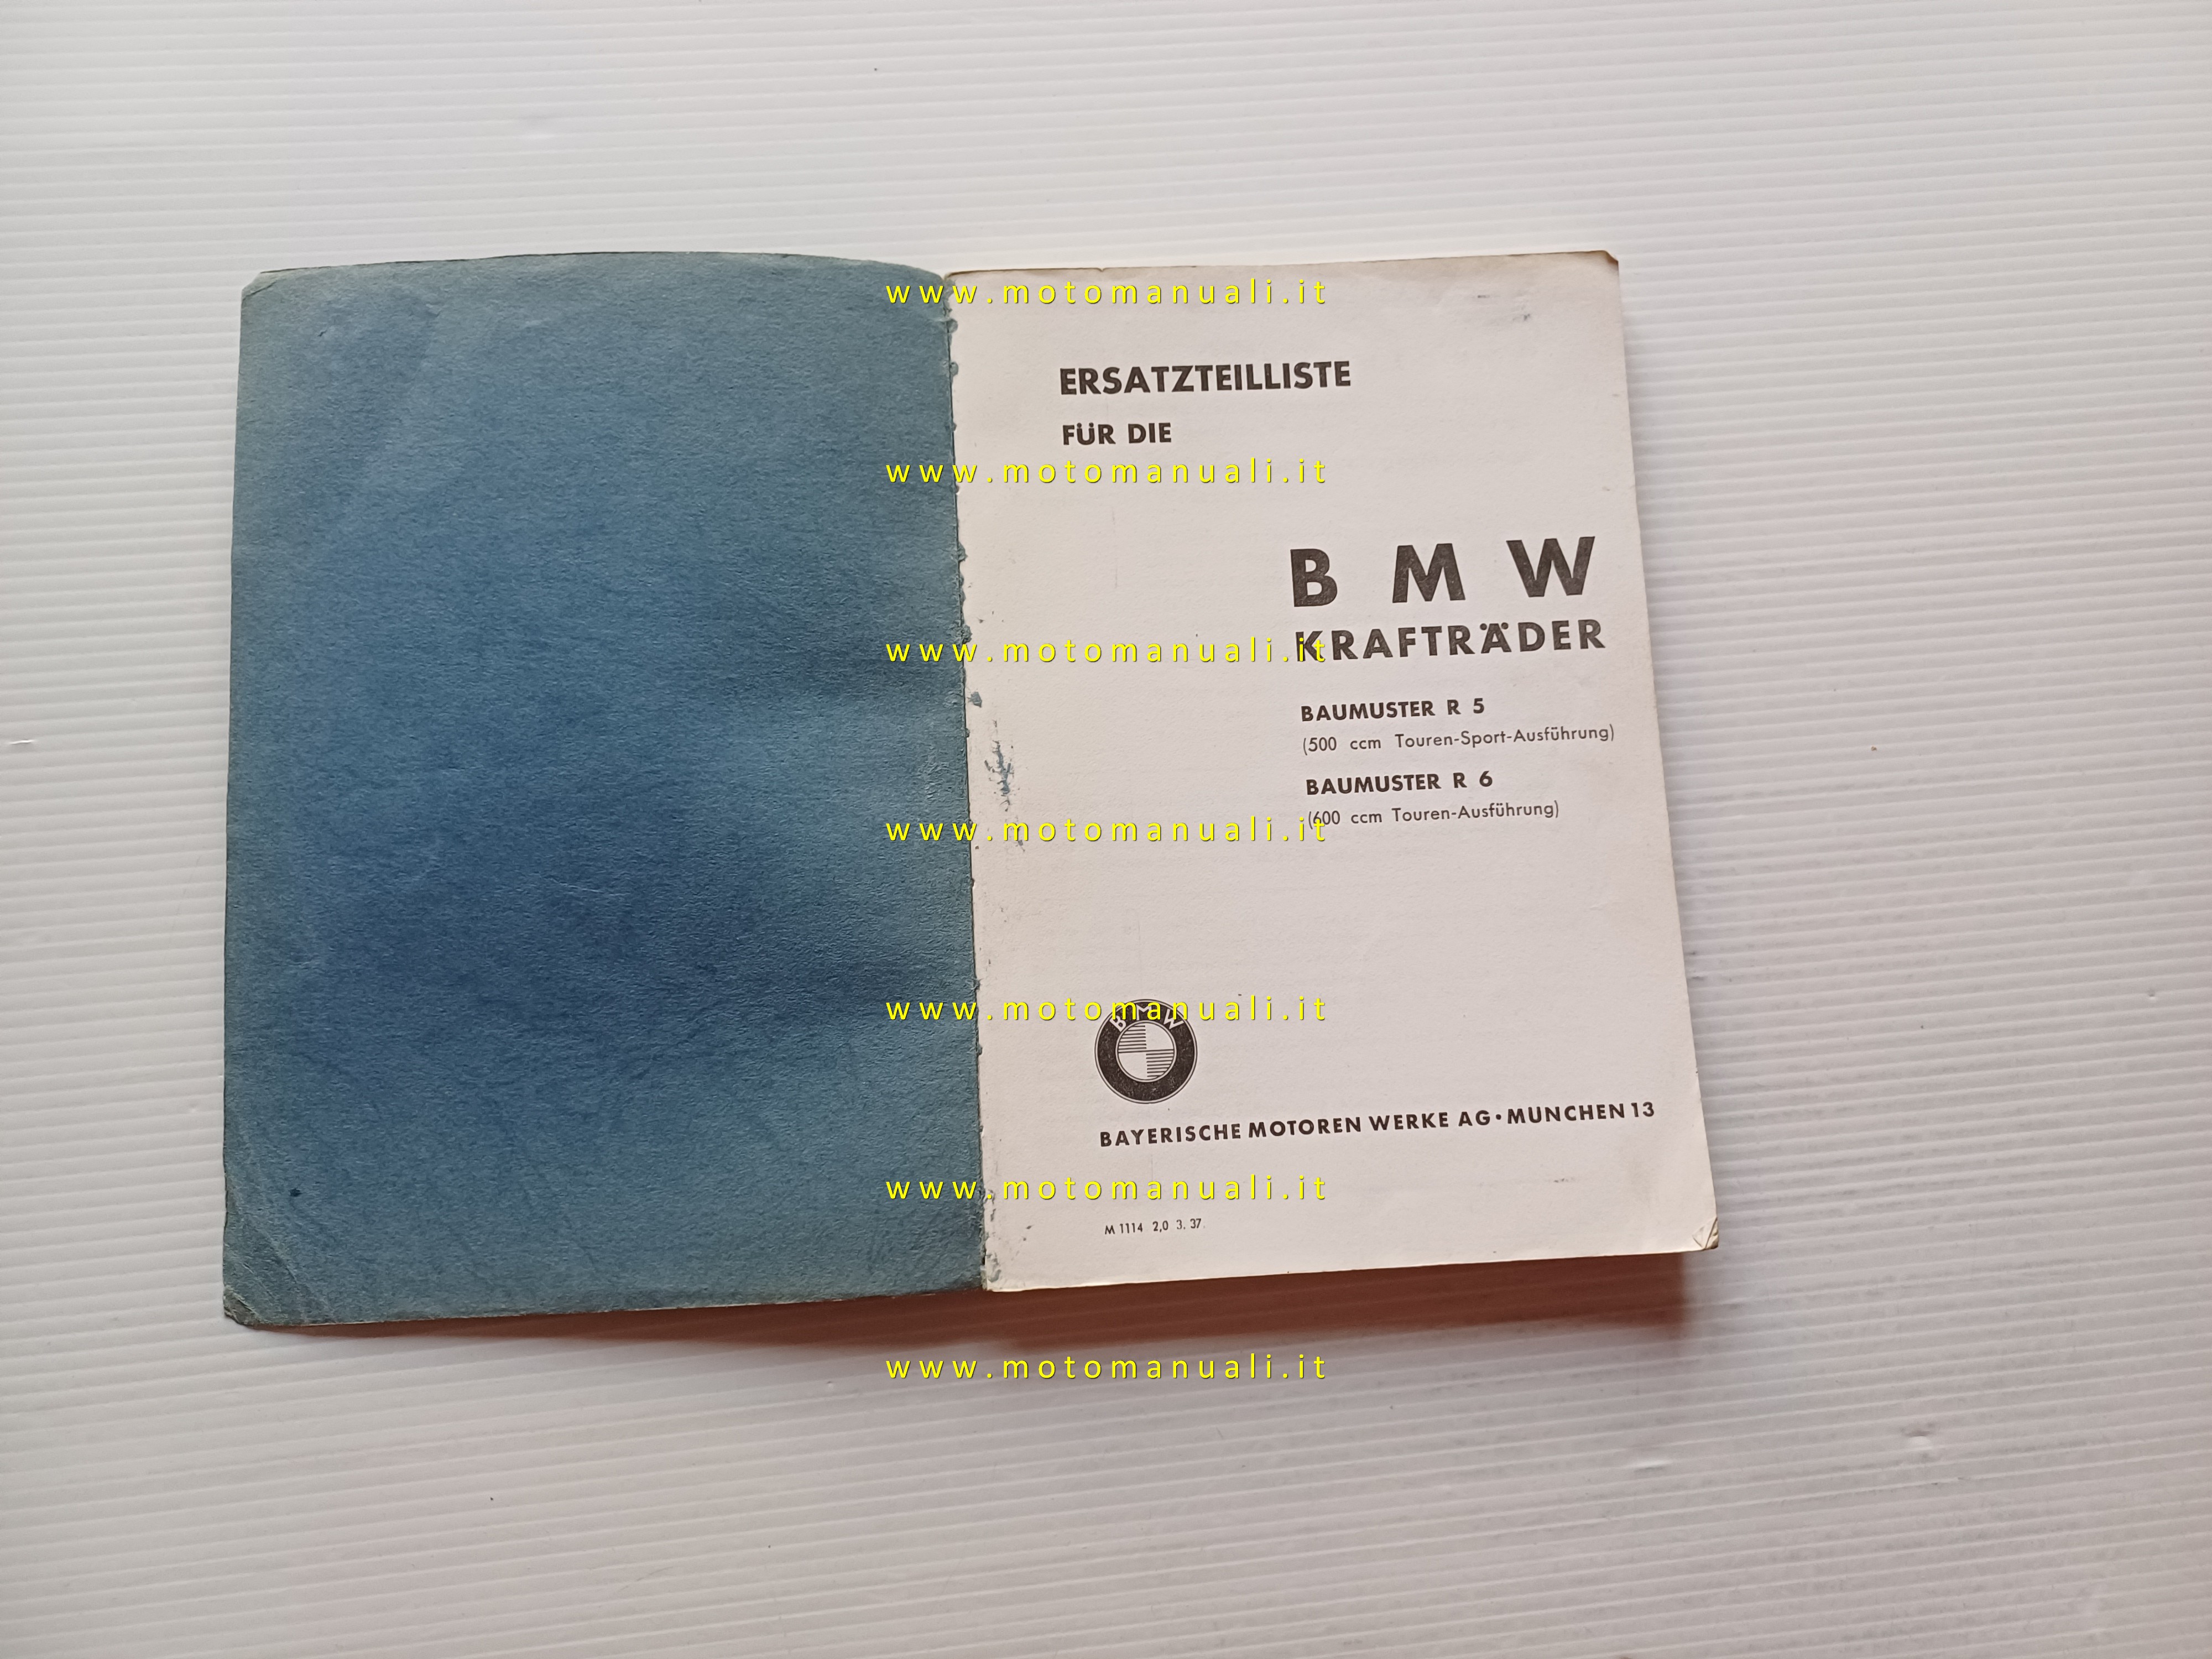 www.motomanuali.it
ERSATZTEILLISTE
FÜR DIE
www.motomanuali.it
B M W
KRAFTRÄDER
www.motomanuali.it
BAUMUSTER R 5
(500 ccm Touren-Sport-Ausführung)
BAUMUSTER R 6
(600 ccm Touren-Ausführung)
www.motomanuali.it
www.motomanuali.it
BMW
BAYERISCHE MOTOREN WERKE AG • MUNCHEN 13
www.motomanuali.it
M 1114 2,0 3. 37
www.motomanuali.it